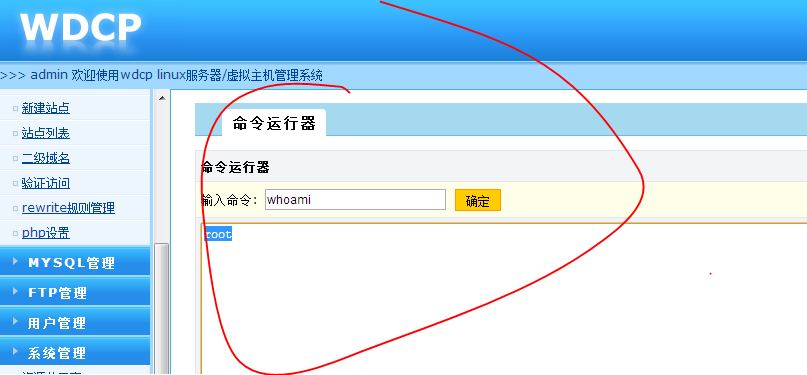 WDCP
>>> admin 欢迎使用wdcp linux服务器/虚拟主机管理系统
新建站点
站点列表
二级域名
验证访问
rewrite规则管理
php设置
MYSQL管理
FTP管理
用户管理
系统管理
命令运行器
命令运行器
输入命令: whoami 确定
root